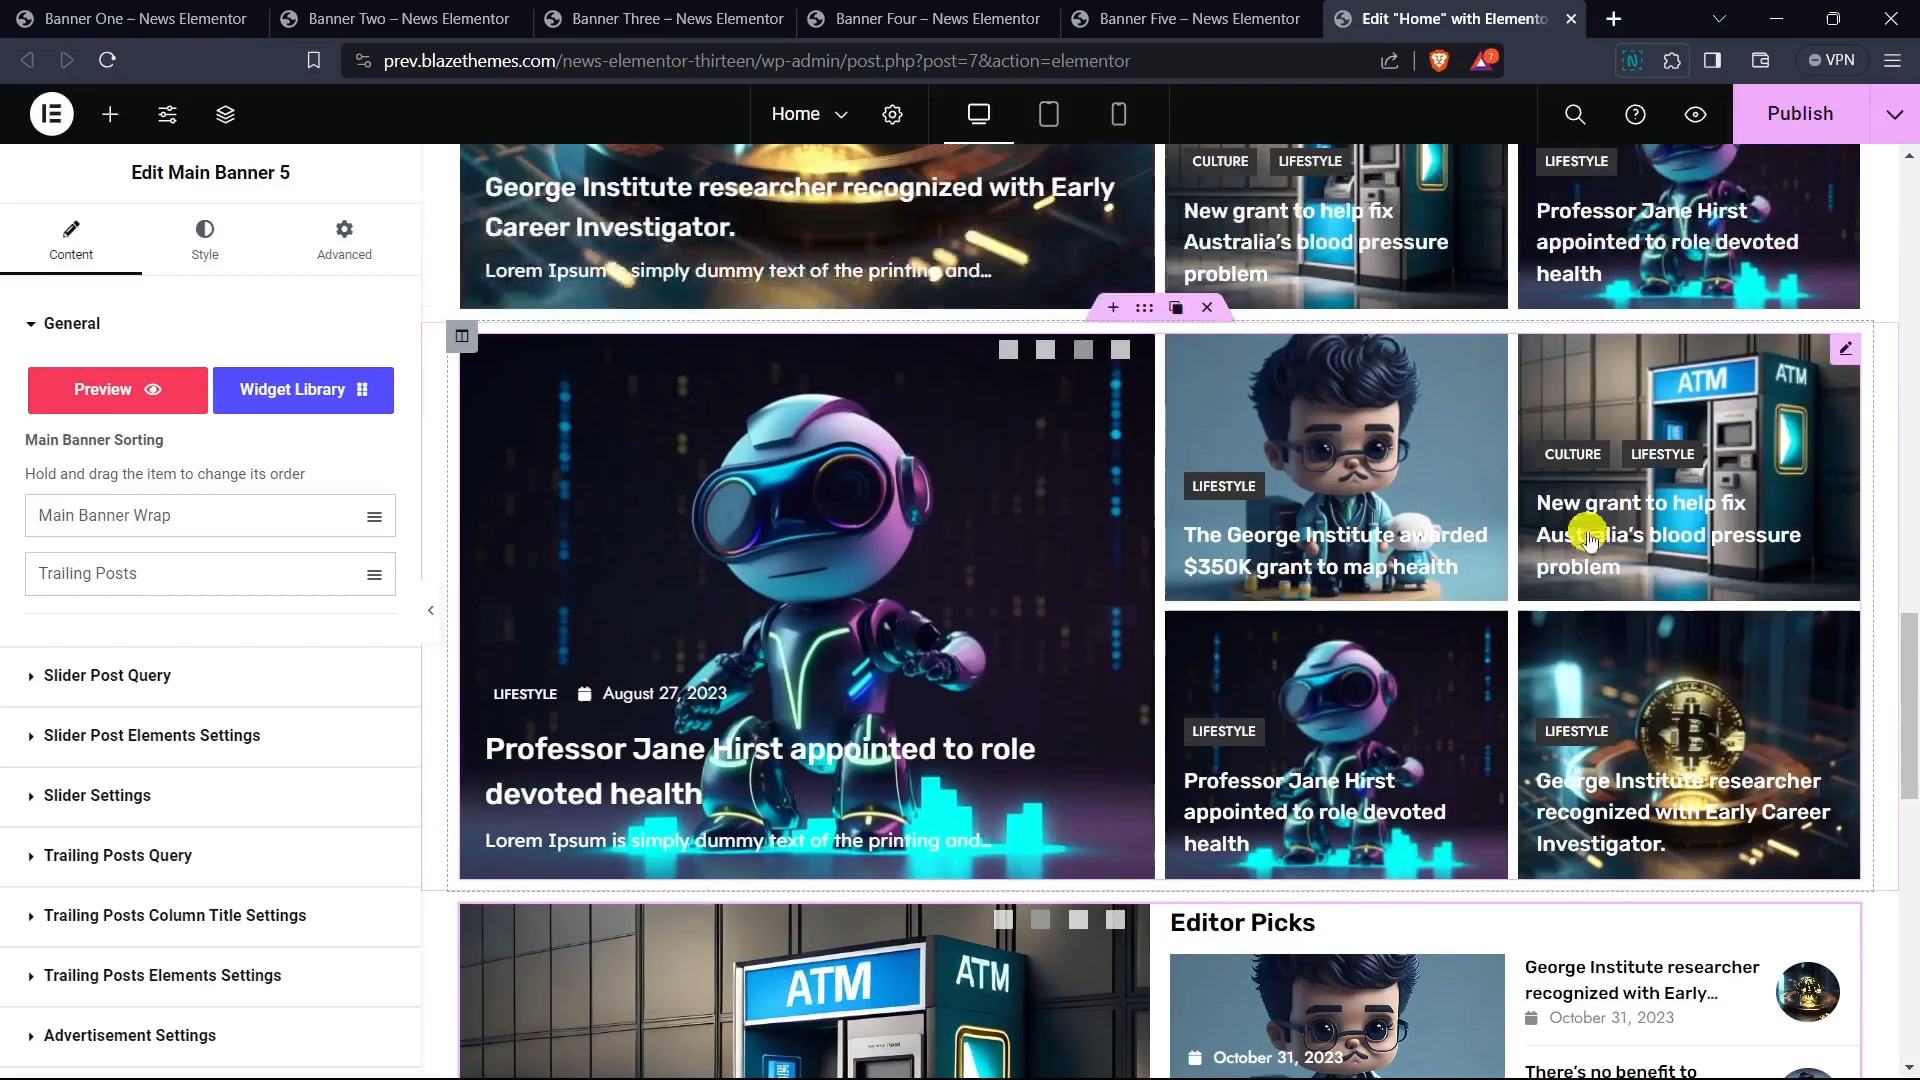 Banner One – News Elementor
Banner Two – News Elementor
Banner Three – News Elementor
Banner Four – News Elementor
Banner Five – News Elementor
Edit "Home" with Elemento
prev.blazethemes.com/news-elementor-thirteen/wp-admin/post.php?post=7&action=elementor
7
VPN
Home
Publish
Edit Main Banner 5
Content
Style
Advanced
General
Preview
Widget Library
Main Banner Sorting
Hold and drag the item to change its order
Main Banner Wrap
Trailing Posts
Slider Post Query
Slider Post Elements Settings
Slider Settings
Trailing Posts Query
Trailing Posts Column Title Settings
Trailing Posts Elements Settings
Advertisement Settings
George Institute researcher recognized with Early
Career Investigator.
Lorem Ipsum is simply dummy text of the printing and...
CULTURE
LIFESTYLE
New grant to help fix
Australia's blood pressure
problem
LIFESTYLE
Professor Jane Hirst
appointed to role devoted
health
LIFESTYLE
August 27, 2023
Professor Jane Hirst appointed to role
devoted health
Lorem Ipsum is simply dummy text of the printing and...
LIFESTYLE
The George Institute awarded
$350K grant to map health
ATM
ATM
CULTURE
LIFESTYLE
New grant to help fix
Australia's blood pressure
problem
LIFESTYLE
Professor Jane Hirst
appointed to role devoted
health
LIFESTYLE
George Institute researcher
recognized with Early Career
Investigator.
ATM
ATM
Editor Picks
October 31, 2023
George Institute researcher
recognized with Early...
October 31, 2023
There's no benefit to